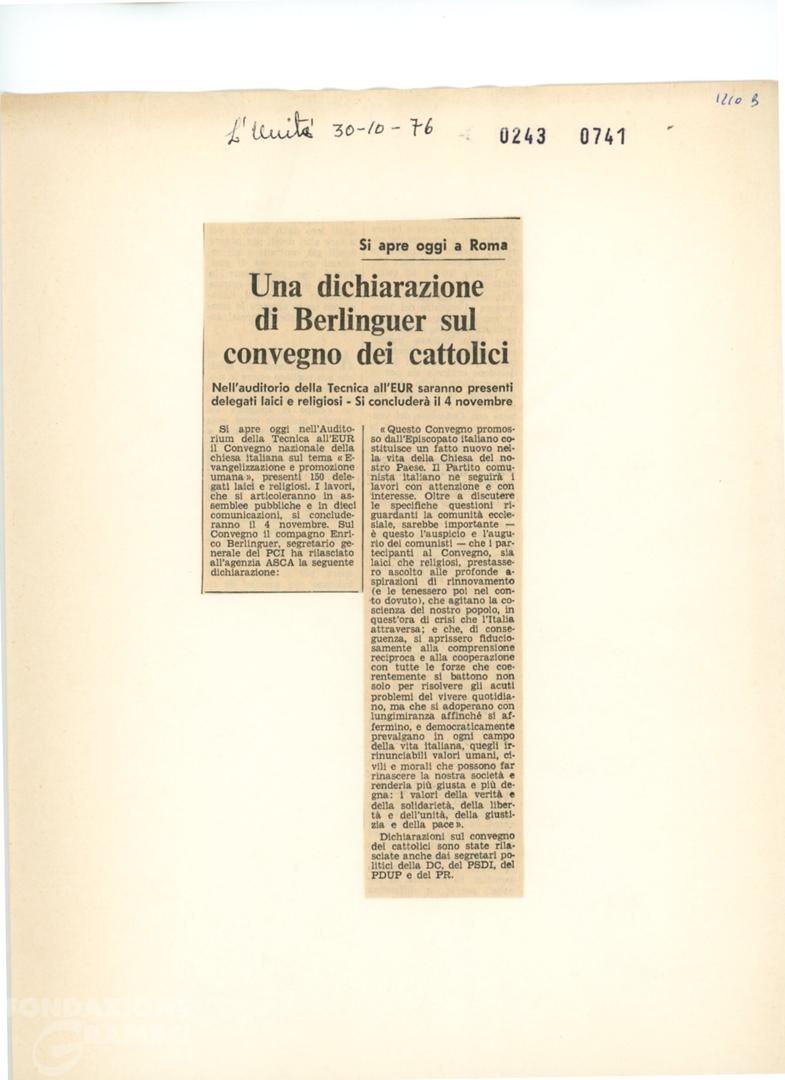 1210 B
L'Unità 30-10-76
0243 0741
Si apre oggi a Roma
Una dichiarazione
di Berlinguer sul
convegno dei cattolici
Nell'auditorio della Tecnica all'EUR saranno presenti
delegati laici e religiosi - Si concluderà il 4 novembre
Si apre oggi nell'Audito-
rium della Tecnica all'EUR
il Convegno nazionale della
chiesa italiana sul tema «E-
vangelizzazione e promozione
umana», presenti 150 dele-
gati laici e religiosi. I lavori,
che si articoleranno in as-
semblee pubbliche e in dieci
comunicazioni, si conclude-
ranno il 4 novembre. Sul
Convegno il compagno Enri-
co Berlinguer, segretario ge-
nerale del PCI ha rilasciato
all'agenzia ASCA la seguente
dichiarazione:
«Questo Convegno promos-
so dall'Episcopato italiano co-
stituisce un fatto nuovo nel-
la vita della Chiesa del no-
stro Paese. Il Partito comu-
nista italiano ne seguirà i
lavori con attenzione e con
interesse. Oltre a discutere
le specifiche questioni ri-
guardanti la comunità eccle-
siale, sarebbe importante —
è questo l'auspicio e l'augu-
rio dei comunisti — che i par-
tecipanti al Convegno, sia
laici che religiosi, prestasse-
ro ascolto alle profonde a-
spirazioni di rinnovamento
(e le tenessero poi nel con-
to dovuto), che agitano la co-
scienza del nostro popolo, in
quest'ora di crisi che l'Italia
attraversa; e che, di conse-
guenza, si aprissero fiducio-
samente alla comprensione
reciproca e alla cooperazione
con tutte le forze che coe-
rentemente si battono non
solo per risolvere gli acuti
problemi del vivere quotidia-
no, ma che si adoperano con
lungimiranza affinché si af-
fermino, e democraticamente
prevalgano in ogni campo
della vita italiana, quegli ir-
rinunciabili valori umani, ci-
vili e morali che possono far
rinascere la nostra società e
renderla più giusta e più de-
gna: i valori della verità e
della solidarietà, della liber-
tà e dell'unità, della giusti-
zia e della pace».
Dichiarazioni sul convegno
dei cattolici sono state rila-
sciate anche dai segretari po-
litici della DC, del PSDI, del
PDUP e del PR.
FONDAZIONE
GRAMSCI